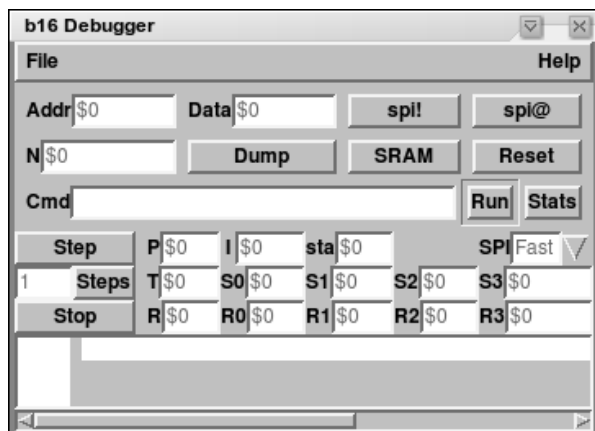 b16 Debugger
File Help
Addr $0 Data $0 spi! spi@
N $0 Dump SRAM Reset
Cmd Run Stats
Step P $0 I $0 sta $0 SPI Fast
1 Steps T $0 S0 $0 S1 $0 S2 $0 S3 $0
Stop R $0 R0 $0 R1 $0 R2 $0 R3 $0